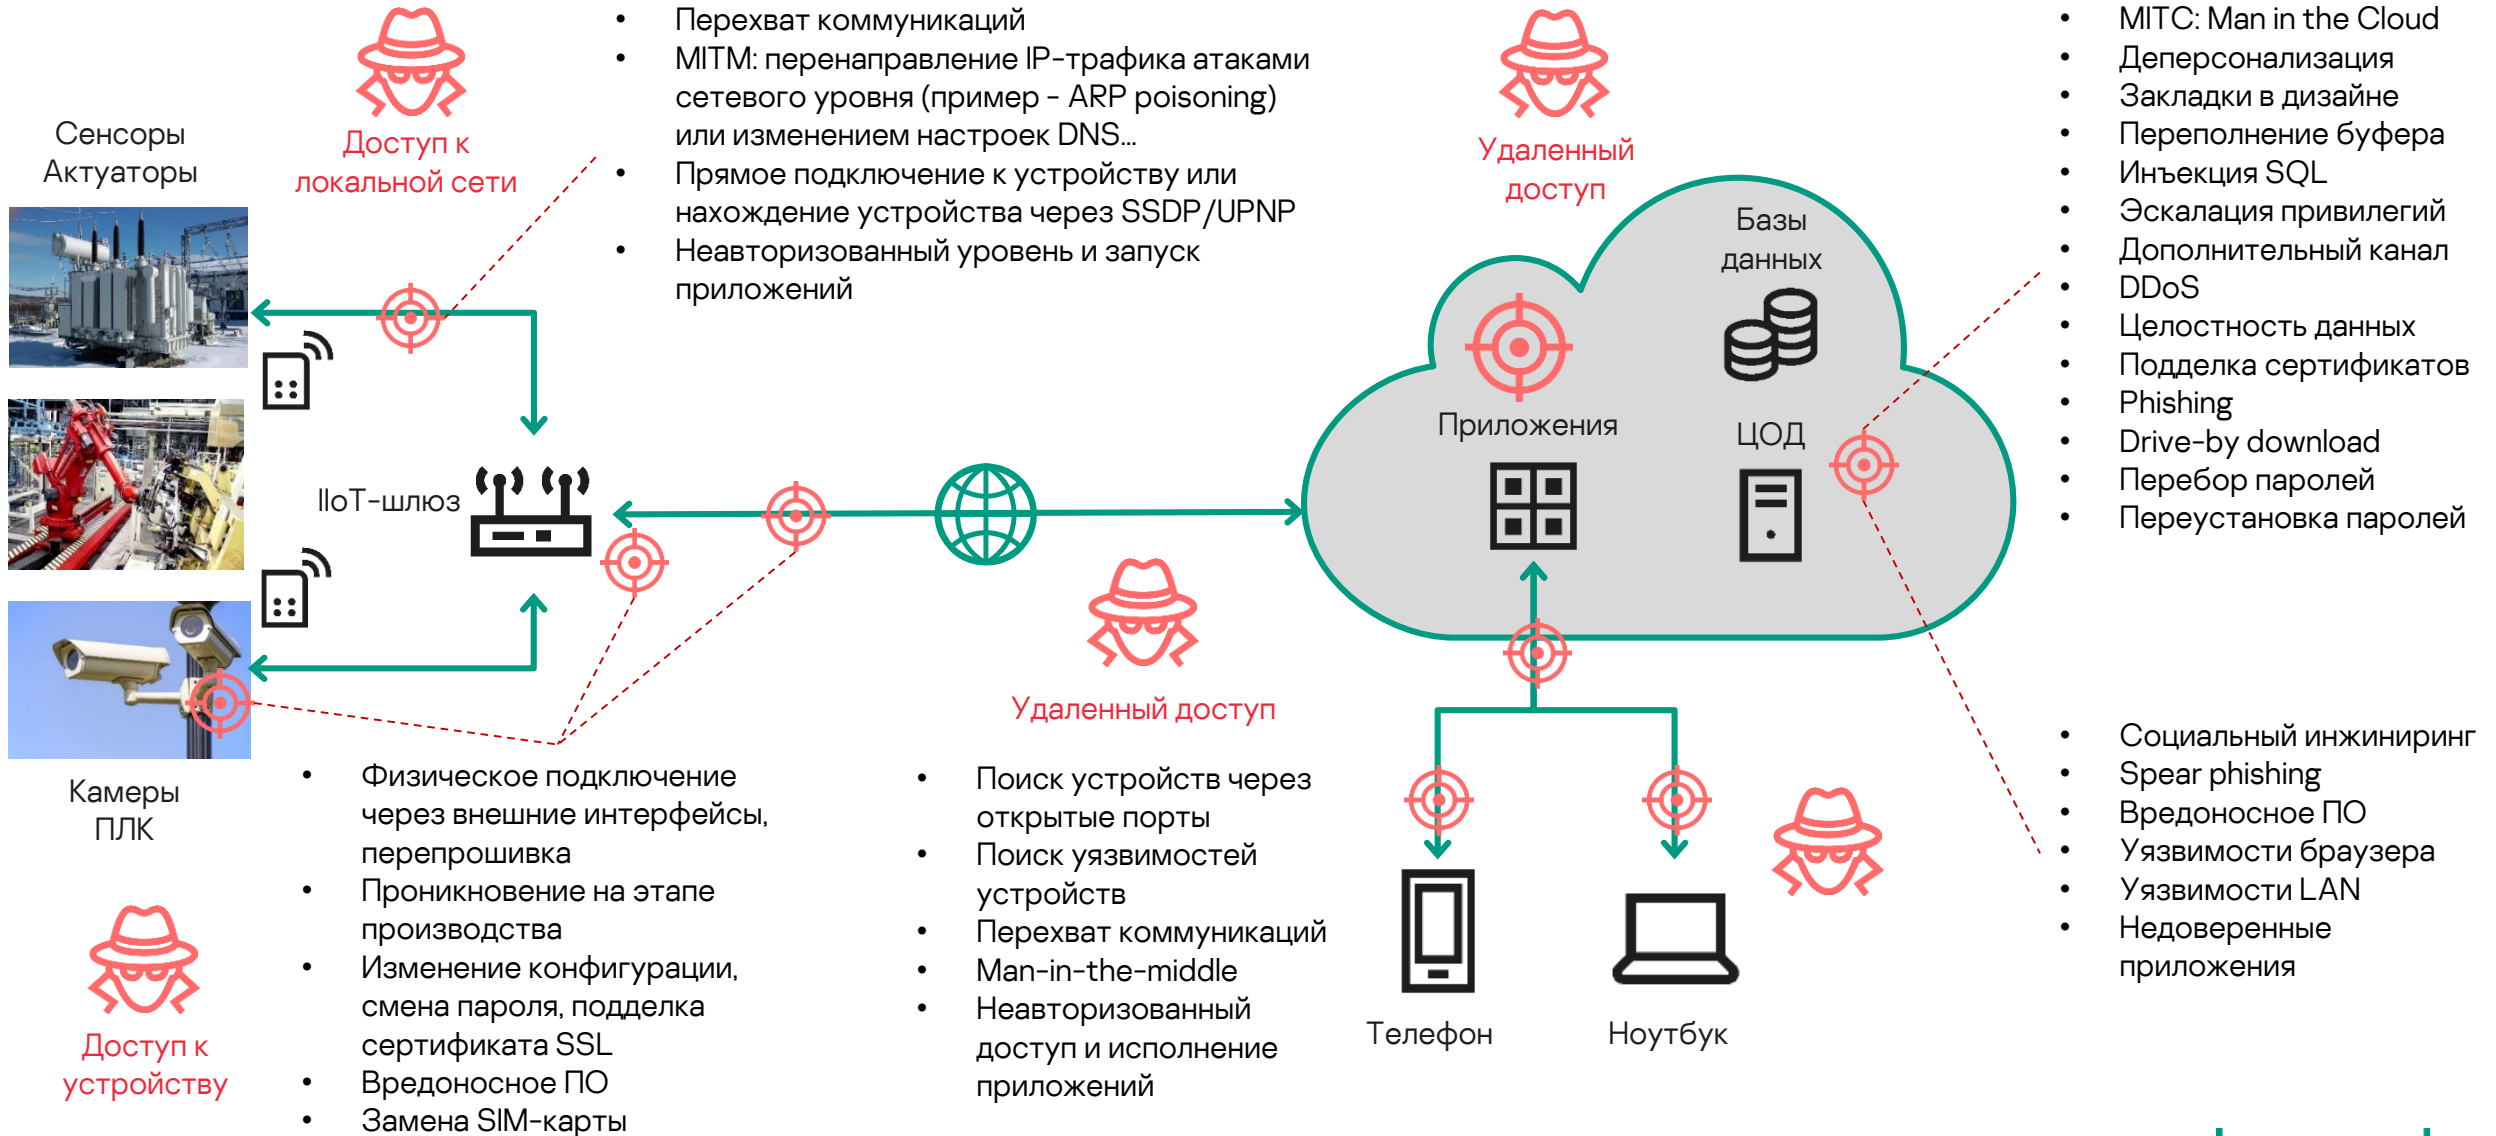 Сенсоры
Актуаторы
Доступ к
локальной сети
• Перехват коммуникаций
• MITM: перенаправление IP-трафика атаками
сетевого уровня (пример - ARP poisoning)
или изменением настроек DNS...
• Прямое подключение к устройству или
нахождение устройства через SSDP/UPNP
• Неавторизованный уровень и запуск
приложений
Удаленный
доступ
• MITC: Man in the Cloud
• Деперсонализация
• Закладки в дизайне
• Переполнение буфера
• Инъекция SQL
• Эскалация привилегий
• Дополнительный канал
• DDoS
• Целостность данных
• Подделка сертификатов
• Phishing
• Drive-by download
• Перебор паролей
• Переустановка паролей
Базы
данных
Приложения
ЦОД
IIoT-шлюз
Удаленный доступ
Камеры
ПЛК
Доступ к
устройству
• Физическое подключение
через внешние интерфейсы,
перепрошивка
• Проникновение на этапе
производства
• Изменение конфигурации,
смена пароля, подделка
сертификата SSL
• Вредоносное ПО
• Замена SIM-карты
• Поиск устройств через
открытые порты
• Поиск уязвимостей
устройств
• Перехват коммуникаций
• Man-in-the-middle
• Неавторизованный
доступ и исполнение
приложений
Телефон
Ноутбук
• Социальный инжиниринг
• Spear phishing
• Вредоносное ПО
• Уязвимости браузера
• Уязвимости LAN
• Недоверенные
приложения